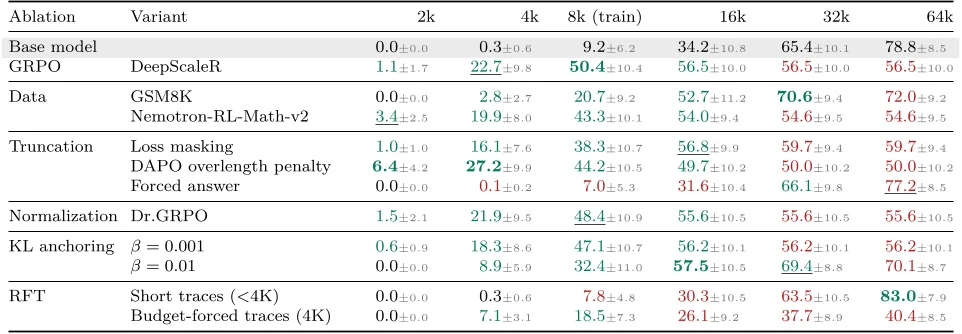 Ablation Variant 2k 4k 8k (train) 16k 32k 64k
Base model 0.0±0.0 0.3±0.6 9.2±6.2 34.2±10.8 65.4±10.1 78.8±8.5
GRPO DeepScaleR 1.1±1.7 22.7±9.8 50.4±10.4 56.5±10.0 56.5±10.0 56.5±10.0
Data GSM8K 0.0±0.0 2.8±2.7 20.7±9.2 52.7±11.2 70.6±9.4 72.0±9.2
Nemotron-RL-Math-v2 3.4±2.5 19.9±8.0 43.3±10.1 54.0±9.4 54.6±9.5 54.6±9.5
Truncation Loss masking 1.0±1.0 16.1±7.6 38.3±10.7 56.8±9.9 59.7±9.4 59.7±9.4
DAPO overlength penalty 6.4±4.2 27.2±9.9 44.2±10.5 49.7±10.2 50.0±10.2 50.0±10.2
Forced answer 0.0±0.0 0.1±0.2 7.0±5.3 31.6±10.4 66.1±9.8 77.2±8.5
Normalization Dr.GRPO 1.5±2.1 21.9±9.5 48.4±10.9 55.6±10.5 55.6±10.5 55.6±10.5
KL anchoring β = 0.001 0.6±0.9 18.3±8.6 47.1±10.7 56.2±10.1 56.2±10.1 56.2±10.1
β = 0.01 0.0±0.0 8.9±5.9 32.4±11.0 57.5±10.5 69.4±8.8 70.1±8.7
RFT Short traces (<4K) 0.0±0.0 0.3±0.6 7.8±4.8 30.3±10.5 63.5±10.5 83.0±7.9
Budget-forced traces (4K) 0.0±0.0 7.1±3.1 18.5±7.3 26.1±9.2 37.7±8.9 40.4±8.5